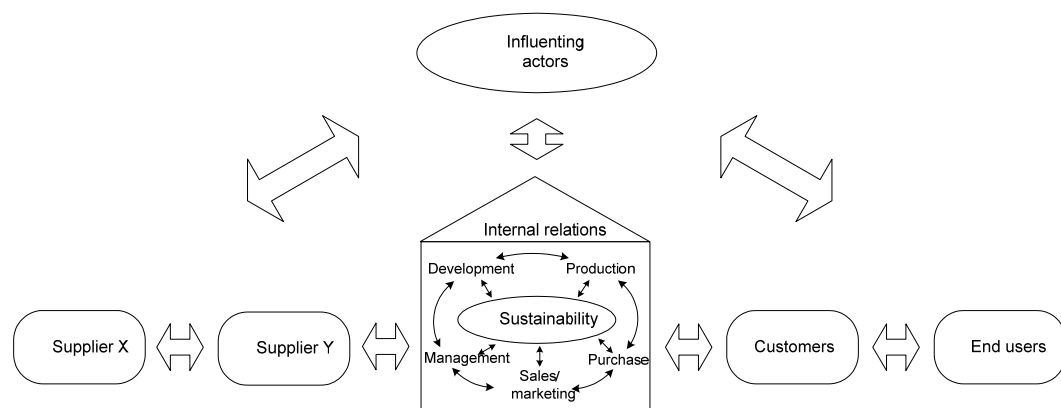 Influenting
actors
Internal relations
Development
Production
Sustainability
Supplier X
Supplier Y
Management
Purchase
Sales/
marketing
Customers
End users